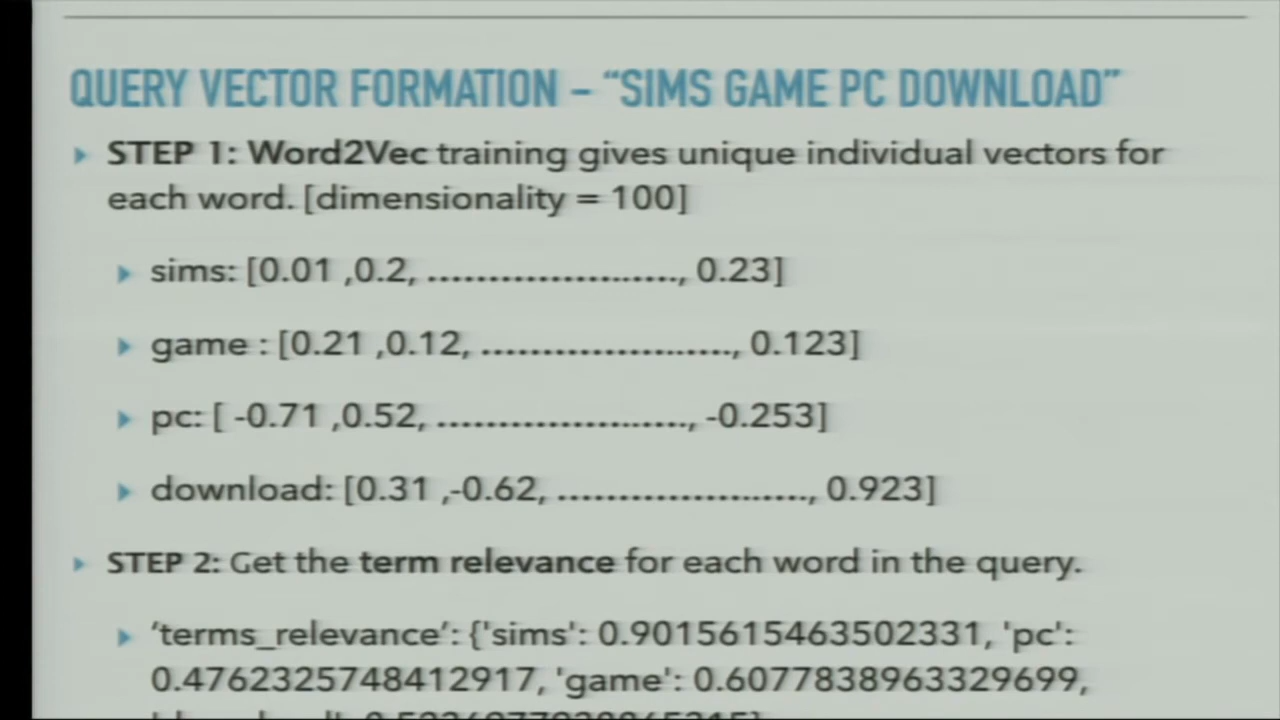 QUERY VECTOR FORMATION – “SIMS GAME PC DOWNLOAD”
STEP 1: Word2Vec training gives unique individual vectors for
each word. [dimensionality = 100]
sims: [0.01 ,0.2, ....................., 0.23]
game : [0.21 ,0.12, ....................., 0.123]
pc: [ -0.71 ,0.52, ....................., -0.253]
download: [0.31 ,-0.62, ....................., 0.923]
STEP 2: Get the term relevance for each word in the query.
‘terms_relevance’: {'sims': 0.9015615463502331, 'pc':
0.4762325748412917, 'game': 0.6077838963329699,